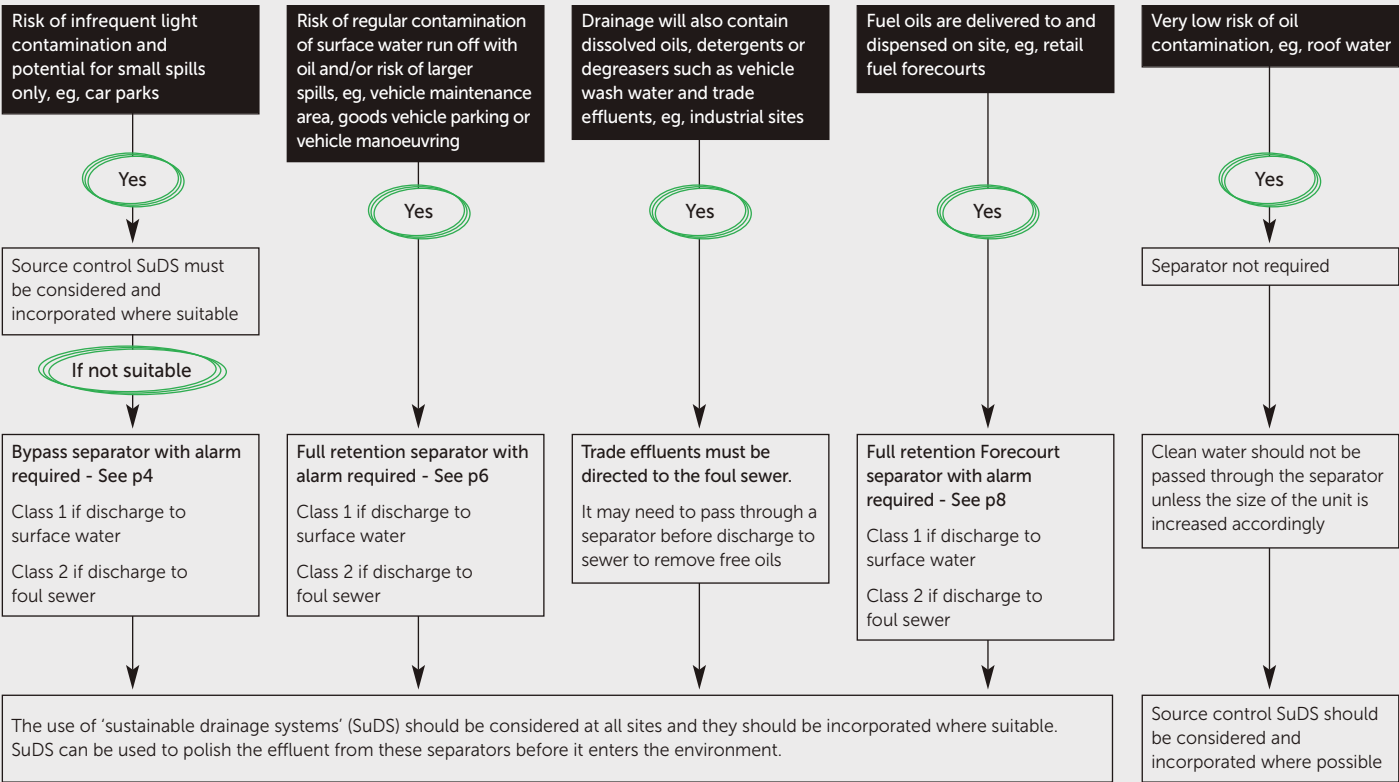 Risk of infrequent light
contamination and
potential for small spills
only, eg, car parks
Yes
Source control SuDS must
be considered and
incorporated where suitable
If not suitable
Bypass separator with alarm
required - See p4
Class 1 if discharge to
surface water
Class 2 if discharge to
foul sewer
Risk of regular contamination
of surface water run off with
oil and/or risk of larger
spills, eg, vehicle maintenance
area, goods vehicle parking or
vehicle manoeuvring
Yes
Full retention separator with
alarm required - See p6
Class 1 if discharge to
surface water
Class 2 if discharge to
foul sewer
Drainage will also contain
dissolved oils, detergents or
degreasers such as vehicle
wash water and trade
effluents, eg, industrial sites
Yes
Trade effluents must be
directed to the foul sewer.
It may need to pass through a
separator before discharge to
sewer to remove free oils
Fuel oils are delivered to and
dispensed on site, eg, retail
fuel forecourts
Yes
Full retention Forecourt
separator with alarm
required - See p8
Class 1 if discharge to
surface water
Class 2 if discharge to
foul sewer
The use of ‘sustainable drainage systems’ (SuDS) should be considered at all sites and they should be incorporated where suitable.
SuDS can be used to polish the effluent from these separators before it enters the environment.
Very low risk of oil
contamination, eg, roof water
Yes
Separator not required
Clean water should not be
passed through the separator
unless the size of the unit is
increased accordingly
Source control SuDS should
be considered and
incorporated where possible